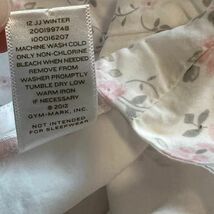 12 JJ WINTER
200199748
100016207
MACHINE WASH COLD
ONLY NON-CHLORINE
BLEACH WHEN NEEDED
REMOVE FROM
WASHER PROMPTLY
TUMBLE DRY LOW
WARM IRON
IF NEEDED
© 2012
GYM-MARK, INC.
NOT INTENDED
FOR SLEEPWEAR